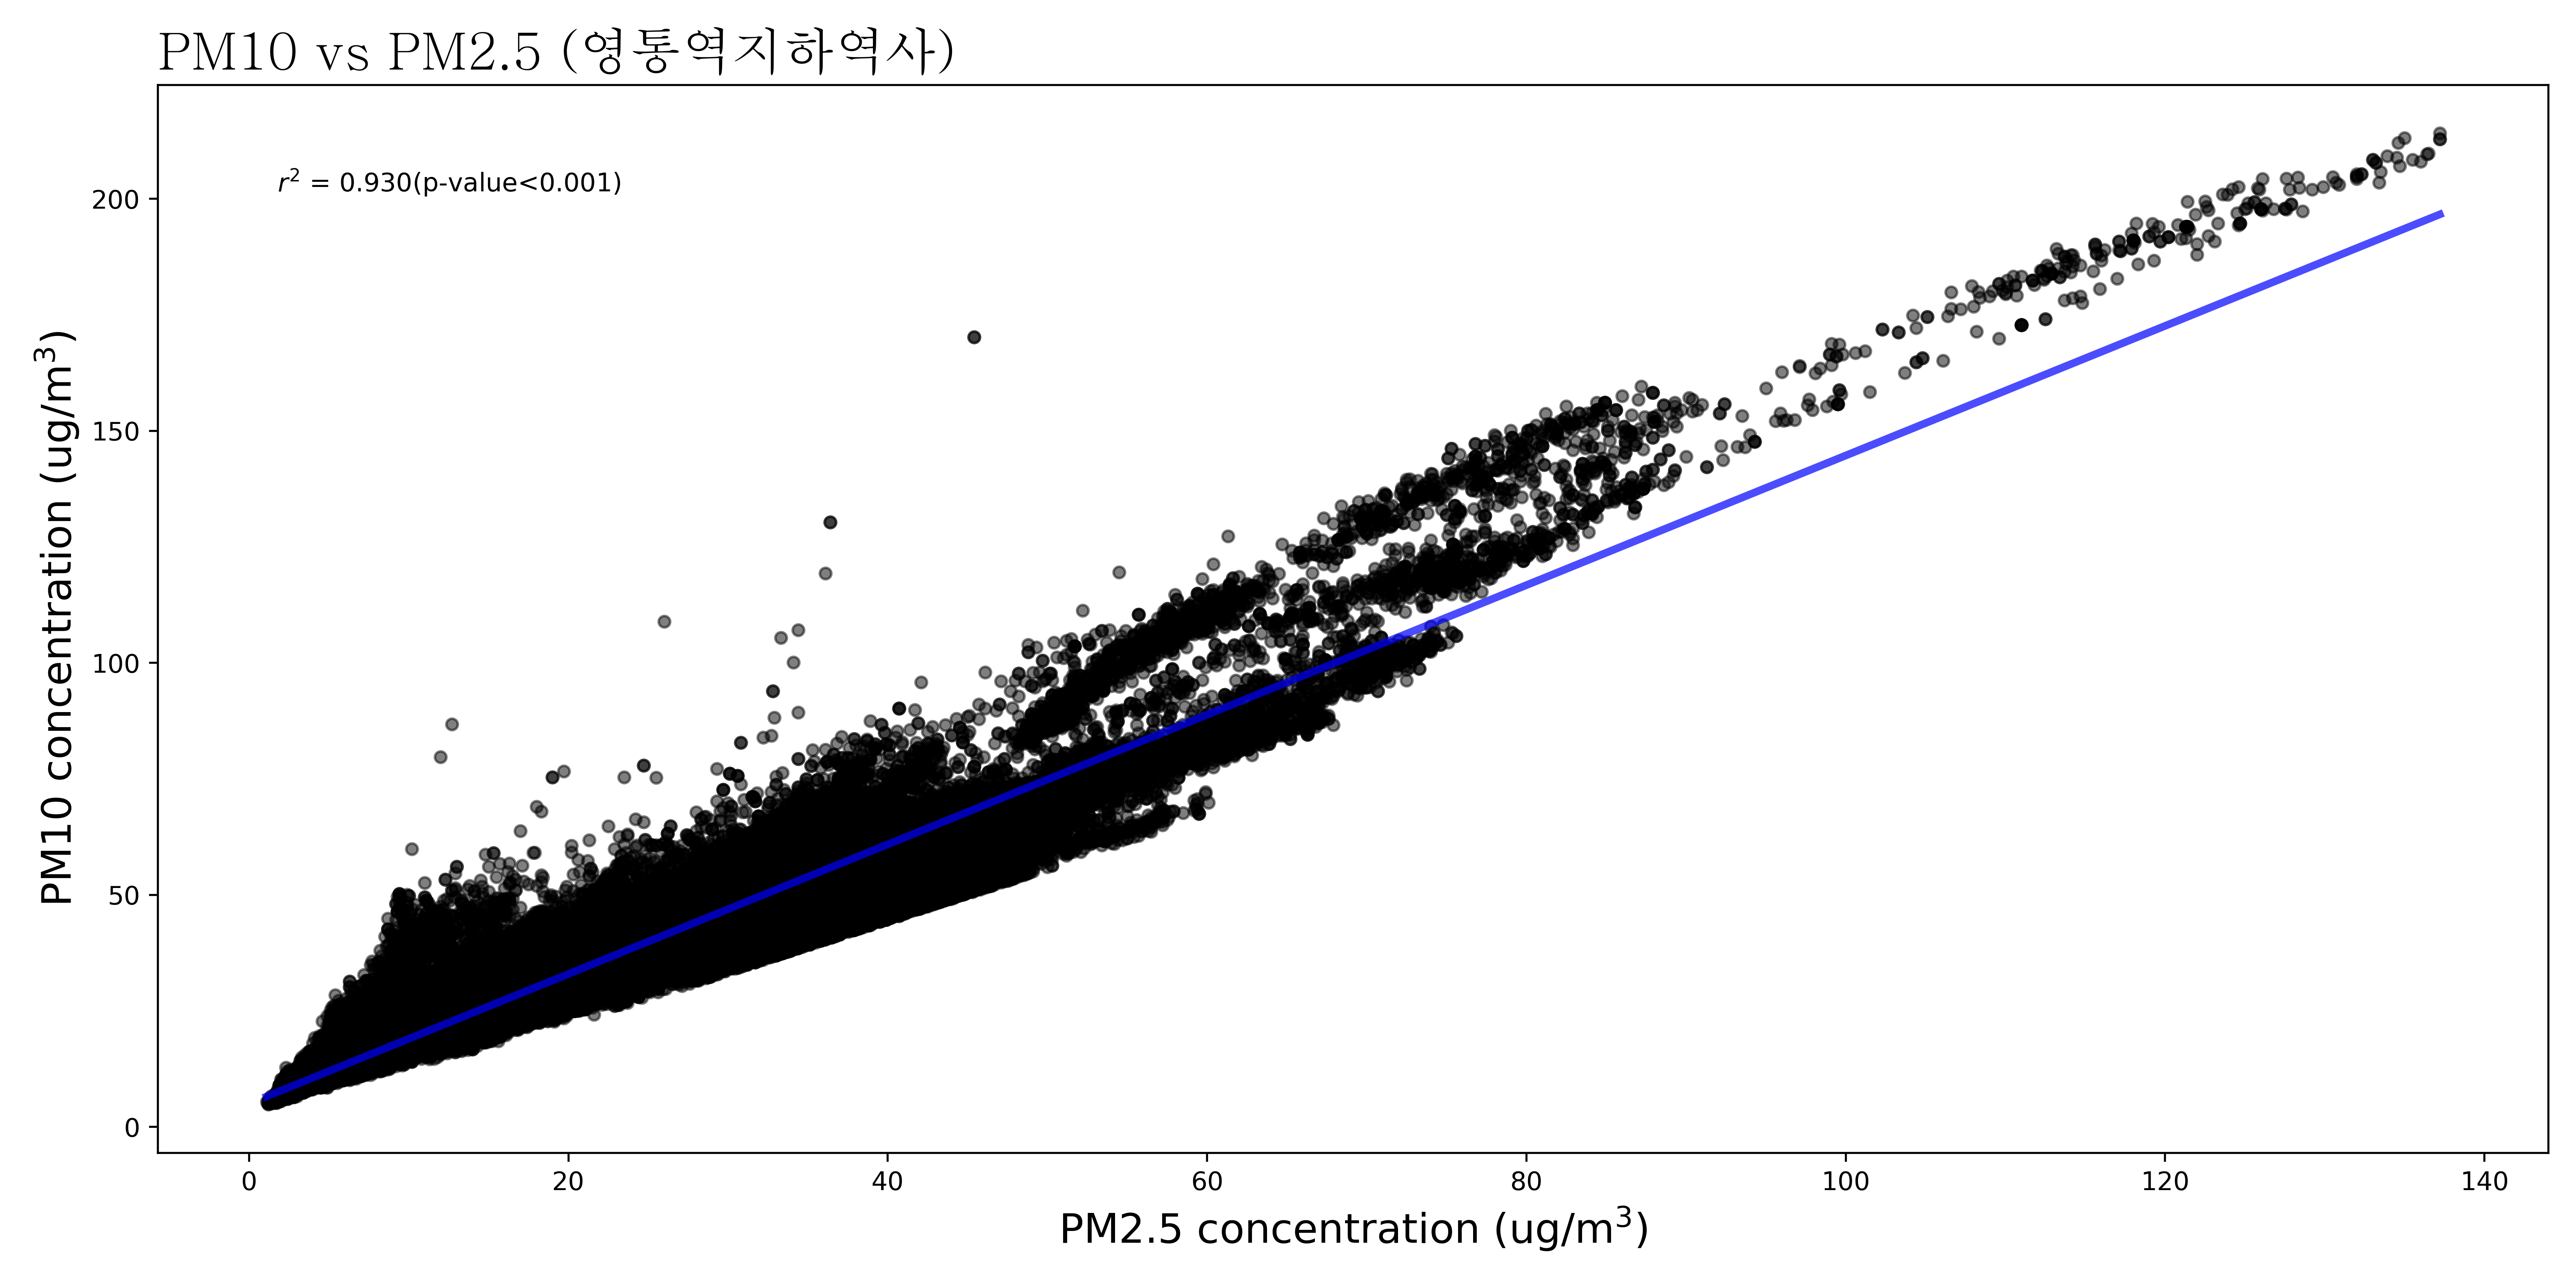 PM10 vs PM2.5 (영통역지하역사)
r² = 0.930(p-value<0.001)
PM10 concentration (ug/m³)
200
150
100
50
0
0 20 40 60 80 100 120 140
PM2.5 concentration (ug/m³)